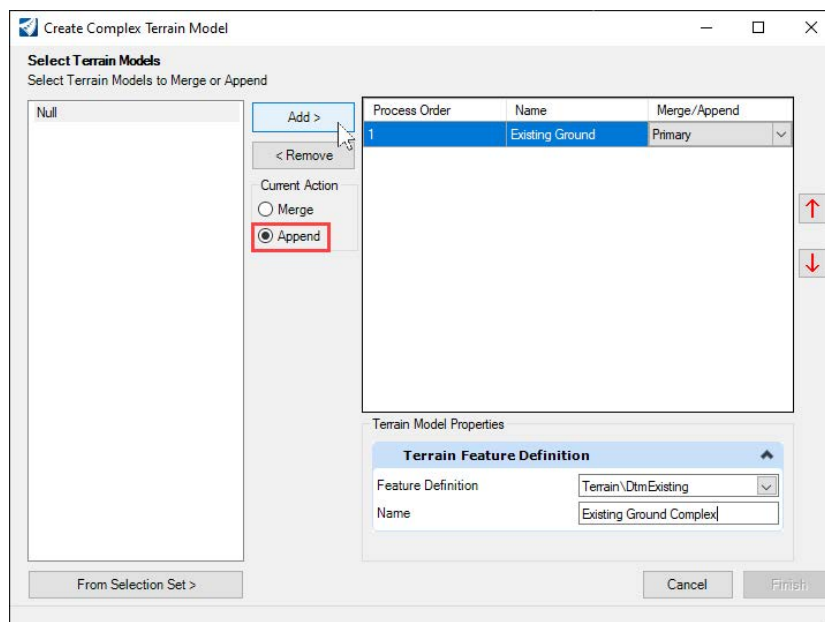 Create Complex Terrain Model
Select Terrain Models
Select Terrain Models to Merge or Append
Null
Add >
< Remove
Current Action
Merge
Append
Process Order Name Merge/Append
1 Existing Ground Primary
Terrain Model Properties
Terrain Feature Definition
Feature Definition Terrain\DtmExisting
Name Existing Ground Complex
From Selection Set > Cancel Finish